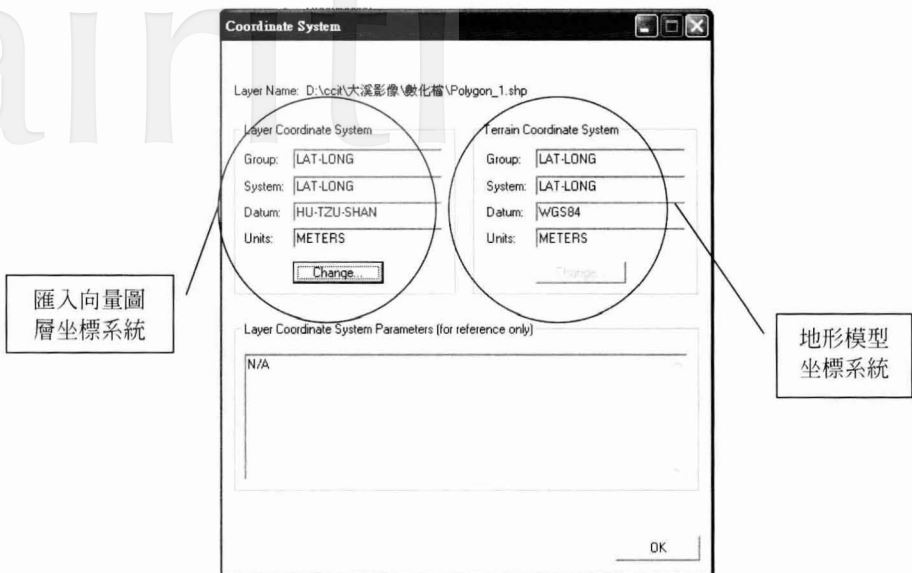 Coordinate System
Layer Name: D:\ccit\大溪影像\數化檔\Polygon_1.shp
Layer Coordinate System
Group: LAT-LONG
System: LAT-LONG
Datum: HU-TZU-SHAN
Units: METERS
Change...
Terrain Coordinate System
Group: LAT-LONG
System: LAT-LONG
Datum: WGS84
Units: METERS
Change...
匯入向量圖
層坐標系統
地形模型
坐標系統
Layer Coordinate System Parameters (for reference only)
N/A
OK